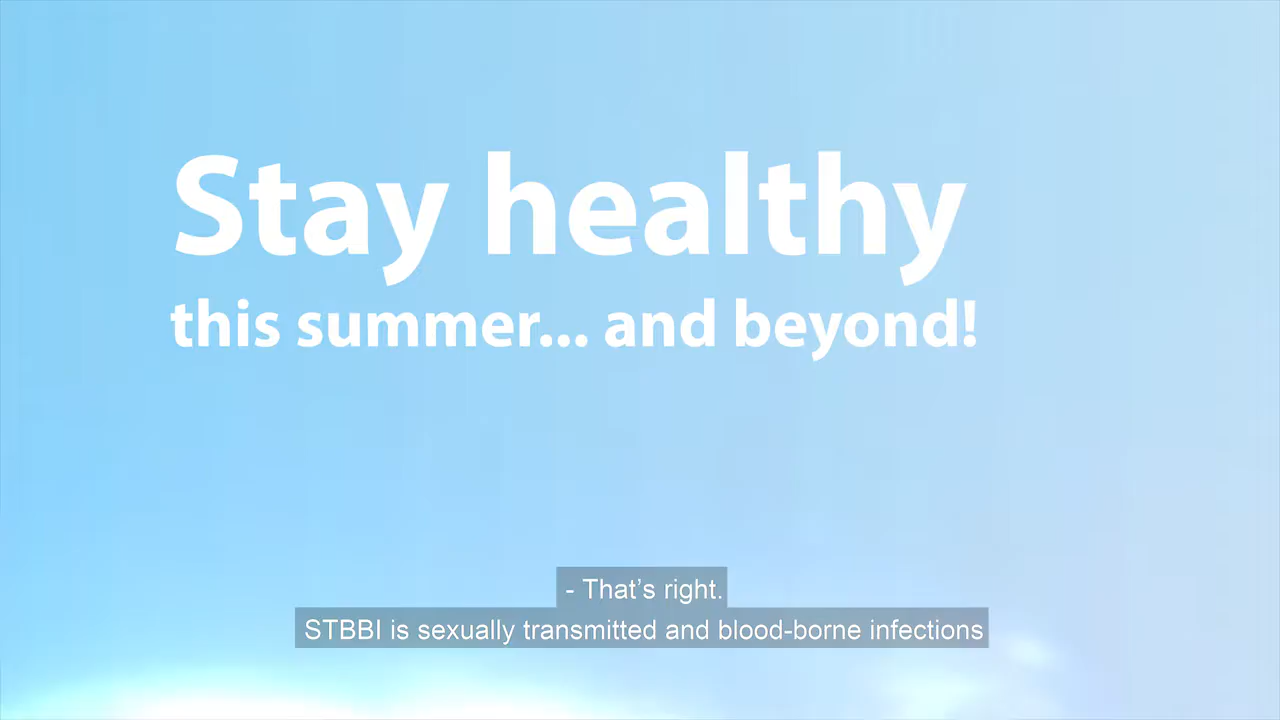 Stay healthy
this summer... and beyond!
- That’s right.
STBBI is sexually transmitted and blood-borne infections